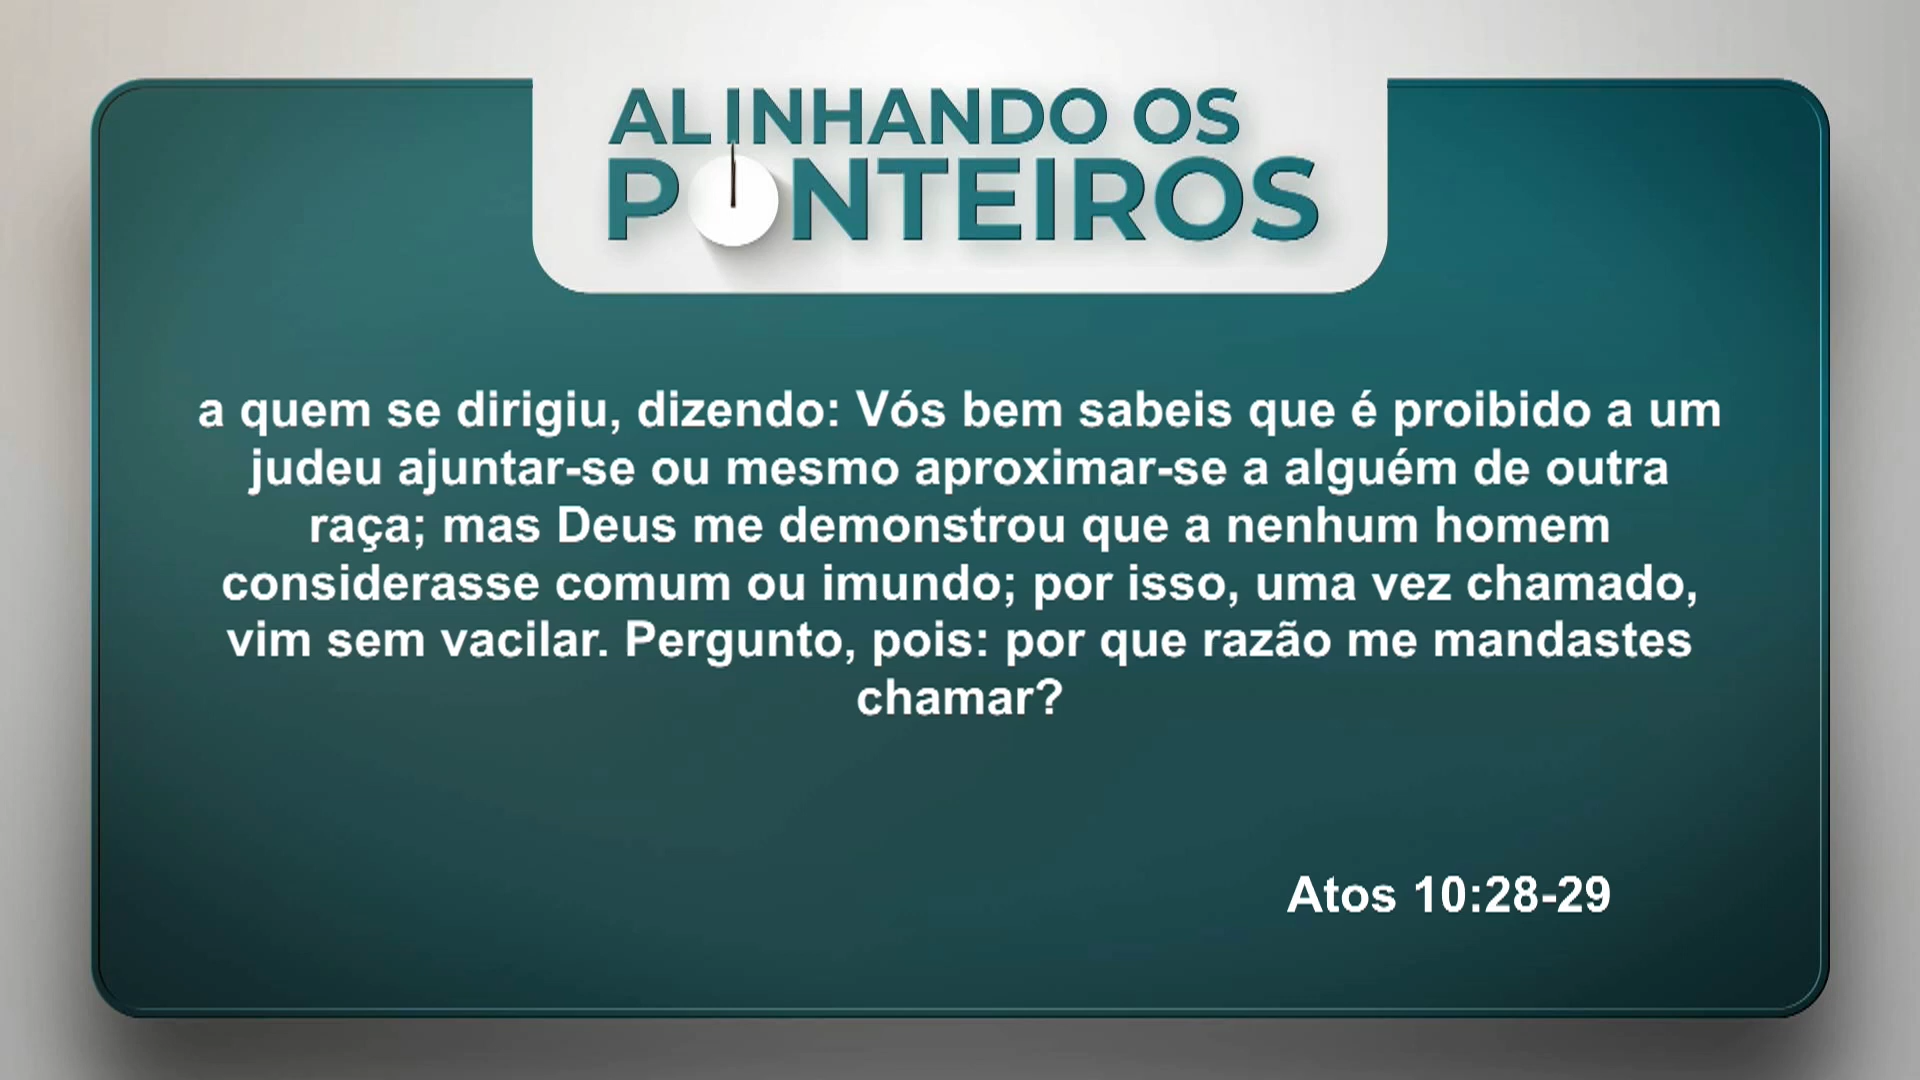 ALINHANDO OS
PONTEIROS
a quem se dirigiu, dizendo: Vós bem sabeis que é proibido a um
judeu ajuntar-se ou mesmo aproximar-se a alguém de outra
raça; mas Deus me demonstrou que a nenhum homem
considerasse comum ou imundo; por isso, uma vez chamado,
vim sem vacilar. Pergunto, pois: por que razão me mandastes
chamar?
Atos 10:28-29